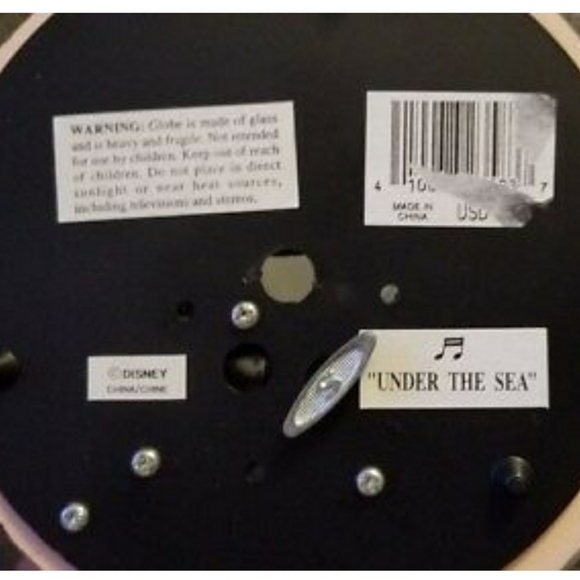 WARNING: Globe is made of glass
and is heavy and fragile. Not intended
for use by children. Keep out of reach
of children. Do not place in direct
sunlight or near heat sources,
including televisions and stereos.
4 7
MADE IN
CHINA
USD
©DISNEY
CHINA/CHINE
"UNDER THE SEA"